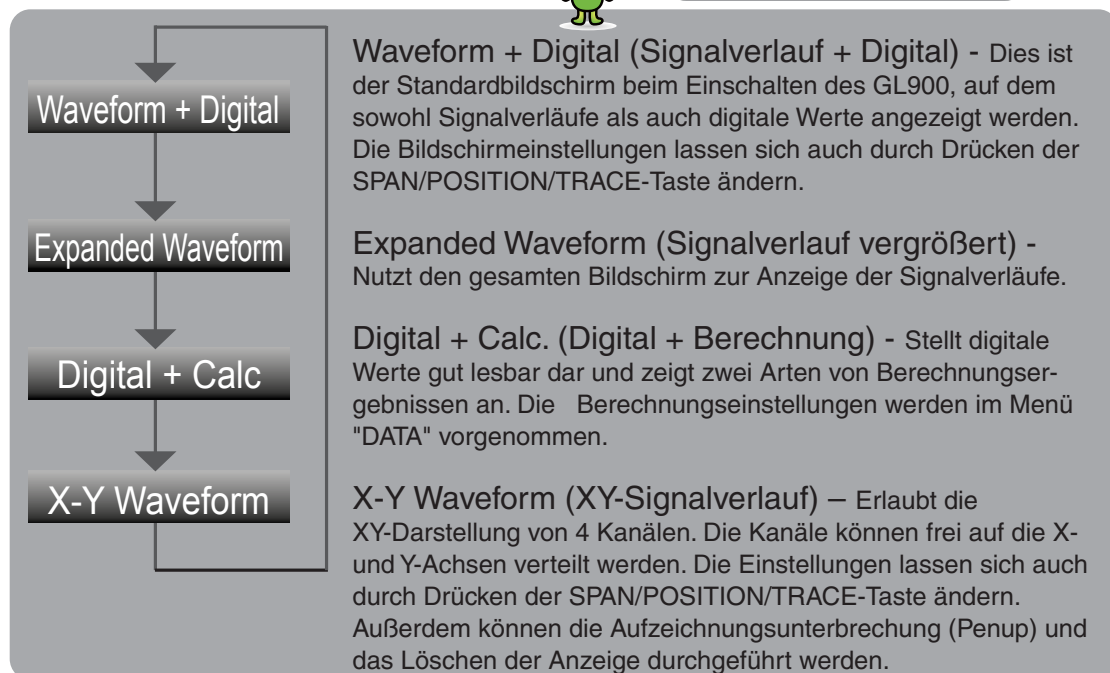 Waveform + Digital
Expanded Waveform
Digital + Calc
X-Y Waveform
Waveform + Digital (Signalverlauf + Digital) - Dies ist
der Standardbildschirm beim Einschalten des GL900, auf dem
sowohl Signalverläufe als auch digitale Werte angezeigt werden.
Die Bildschirmeinstellungen lassen sich auch durch Drücken der
SPAN/POSITION/TRACE-Taste ändern.
Expanded Waveform (Signalverlauf vergrößert) -
Nutzt den gesamten Bildschirm zur Anzeige der Signalverläufe.
Digital + Calc. (Digital + Berechnung) - Stellt digitale
Werte gut lesbar dar und zeigt zwei Arten von Berechnungser-
gebnissen an. Die Berechnungseinstellungen werden im Menü
"DATA" vorgenommen.
X-Y Waveform (XY-Signalverlauf) – Erlaubt die
XY-Darstellung von 4 Kanälen. Die Kanäle können frei auf die X-
und Y-Achsen verteilt werden. Die Einstellungen lassen sich auch
durch Drücken der SPAN/POSITION/TRACE-Taste ändern.
Außerdem können die Aufzeichnungsunterbrechung (Penup) und
das Löschen der Anzeige durchgeführt werden.